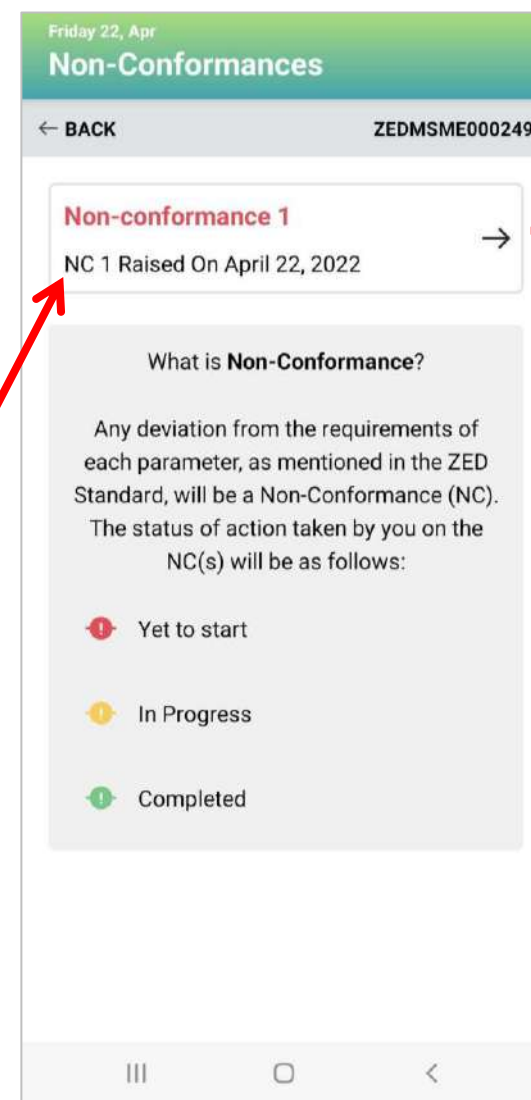 Friday 22, Apr
Non-Conformances
← BACK ZEDMSME000249
Non-conformance 1
→
NC 1 Raised On April 22, 2022
What is Non-Conformance?
Any deviation from the requirements of
each parameter, as mentioned in the ZED
Standard, will be a Non-Conformance (NC).
The status of action taken by you on the
NC(s) will be as follows:
Yet to start
In Progress
Completed